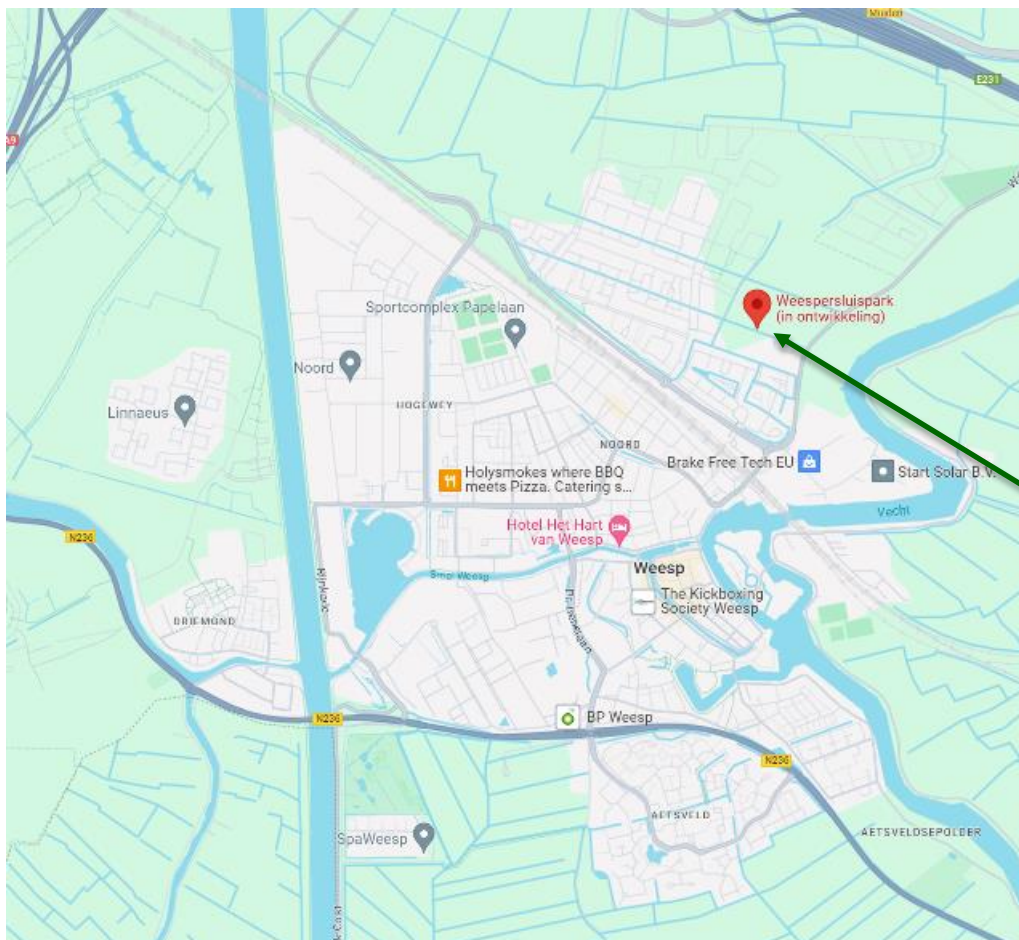 Muiden
E231
A9
Weespersluispark
(in ontwikkeling)
Sportcomplex Papelaan
Noord
HOGEWEY
Linnaeus
NOORD
Brake Free Tech EU
Start Solar B.V.
Holysmokes where BBQ
meets Pizza. Catering s...
Vecht
Hotel Het Hart
van Weesp
N236
Smal Weesp
Weesp
Rijnkade
The Kickboxing
Society Weesp
DRIEMOND
N236
BP Weesp
N236
AETSVELD
AETSVELDSEPOLDER
SpaWeesp